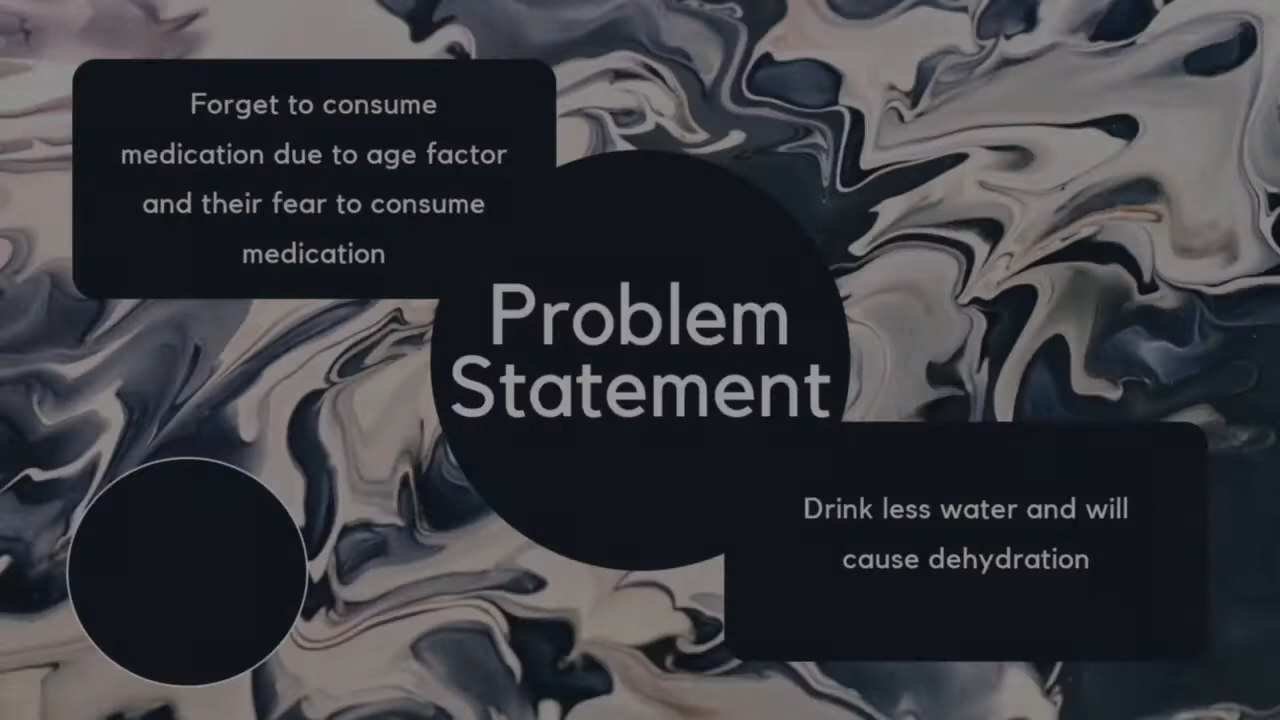 Forget to consume
medication due to age factor
and their fear to consume
medication
Problem
Statement
Drink less water and will
cause dehydration